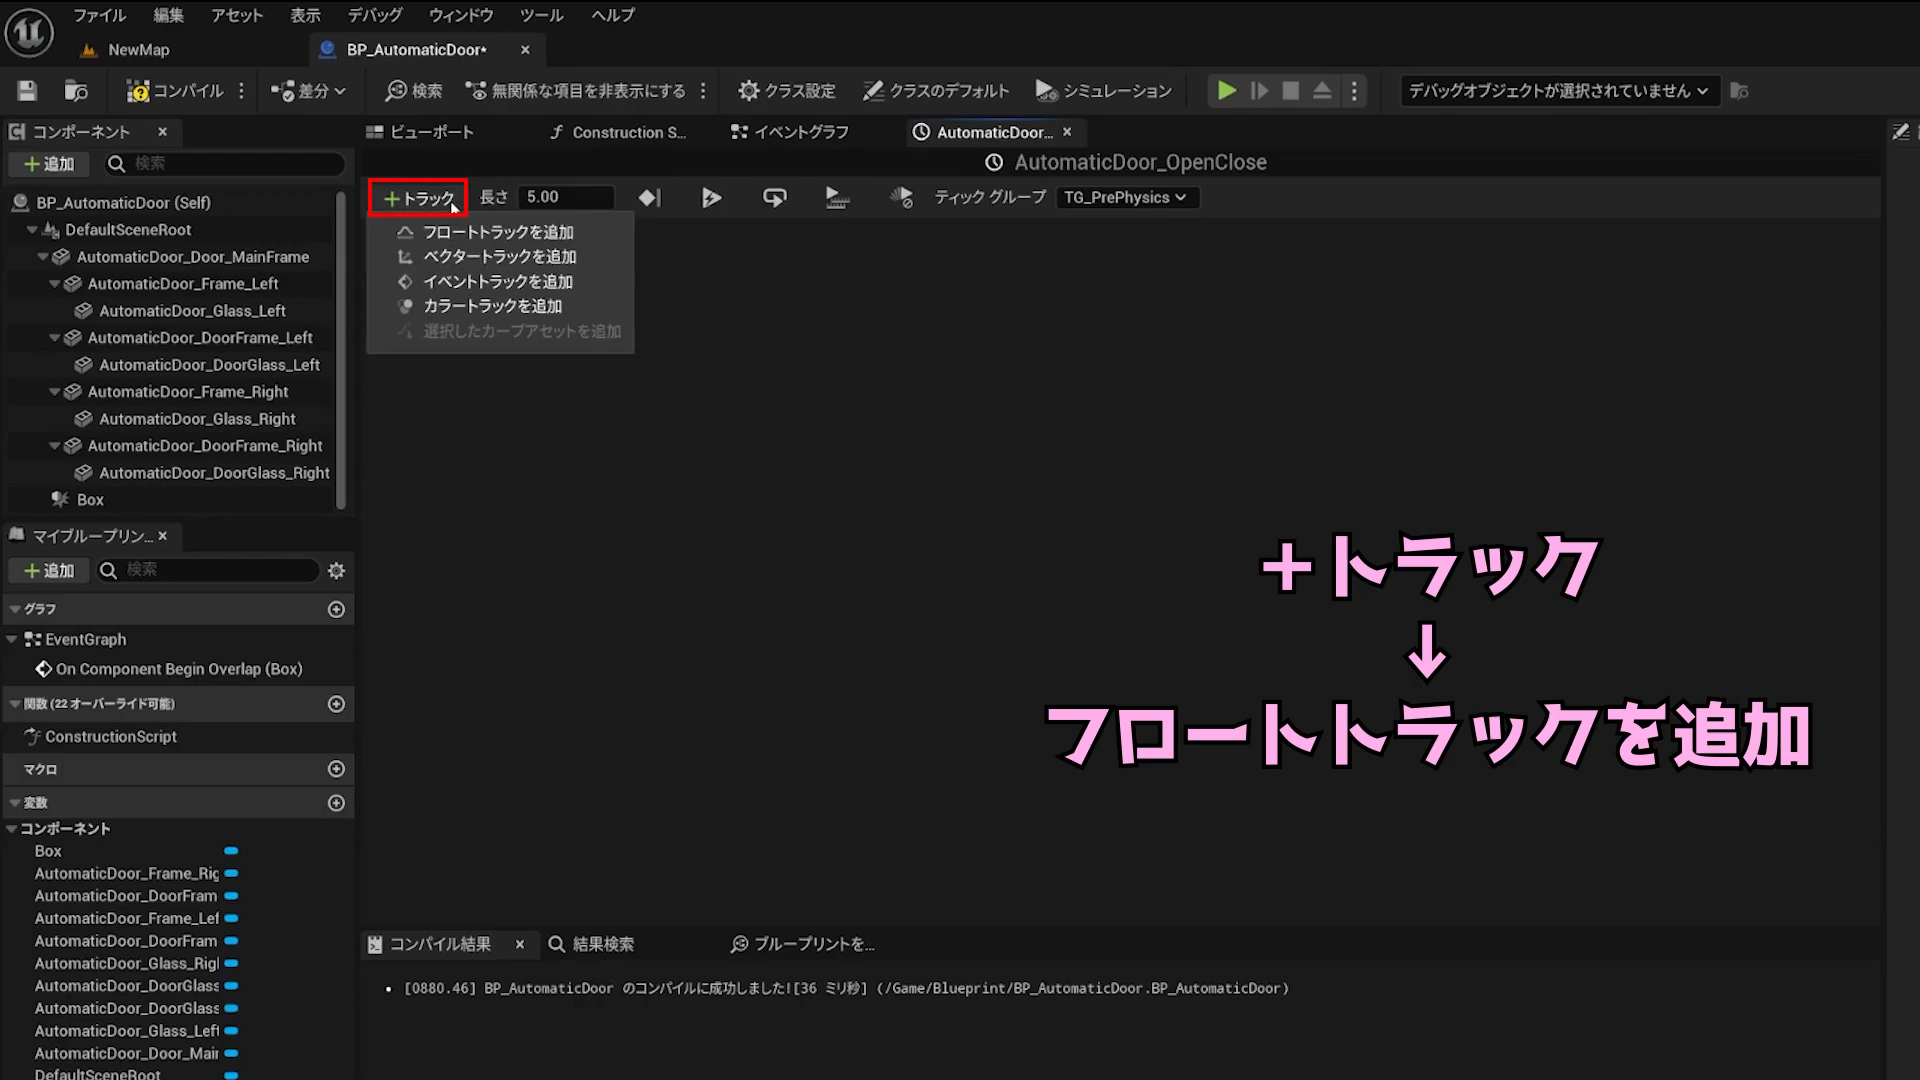 ファイル 編集 アセット 表示 デバッグ ウィンドウ ツール ヘルプ
NewMap
BP_AutomaticDoor*
コンパイル 差分 検索 無関係な項目を非表示にする クラス設定 クラスのデフォルト シミュレーション デバッグオブジェクトが選択されていません
コンポーネント
ビューポート Construction S... イベントグラフ AutomaticDoor...
追加 検索
AutomaticDoor_OpenClose
トラック 長さ 5.00 ティック グループ TG_PrePhysics
フロートトラックを追加
ベクタートラックを追加
イベントトラックを追加
カラートラックを追加
選択したカーブアセットを追加
BP_AutomaticDoor (Self)
DefaultSceneRoot
AutomaticDoor_Door_MainFrame
AutomaticDoor_Frame_Left
AutomaticDoor_Glass_Left
AutomaticDoor_DoorFrame_Left
AutomaticDoor_DoorGlass_Left
AutomaticDoor_Frame_Right
AutomaticDoor_Glass_Right
AutomaticDoor_DoorFrame_Right
AutomaticDoor_DoorGlass_Right
Box
マイブループリン...
追加 検索
グラフ
EventGraph
On Component Begin Overlap (Box)
関数 (22 オーバーライド可能)
ConstructionScript
マクロ
変数
コンポーネント
Box
AutomaticDoor_Frame_Rig
AutomaticDoor_DoorFram
AutomaticDoor_Frame_Lef
AutomaticDoor_DoorFram
AutomaticDoor_Glass_Rigl
AutomaticDoor_DoorGlass
AutomaticDoor_DoorGlass
AutomaticDoor_Glass_Left
AutomaticDoor_Door_Mair
DefaultSceneRoot
+トラック
↓
フロートトラックを追加
コンパイル結果 結果検索 ブループリントを...
[0880.46] BP_AutomaticDoor のコンパイルに成功しました![36 ミリ秒] (/Game/Blueprint/BP_AutomaticDoor.BP_AutomaticDoor)